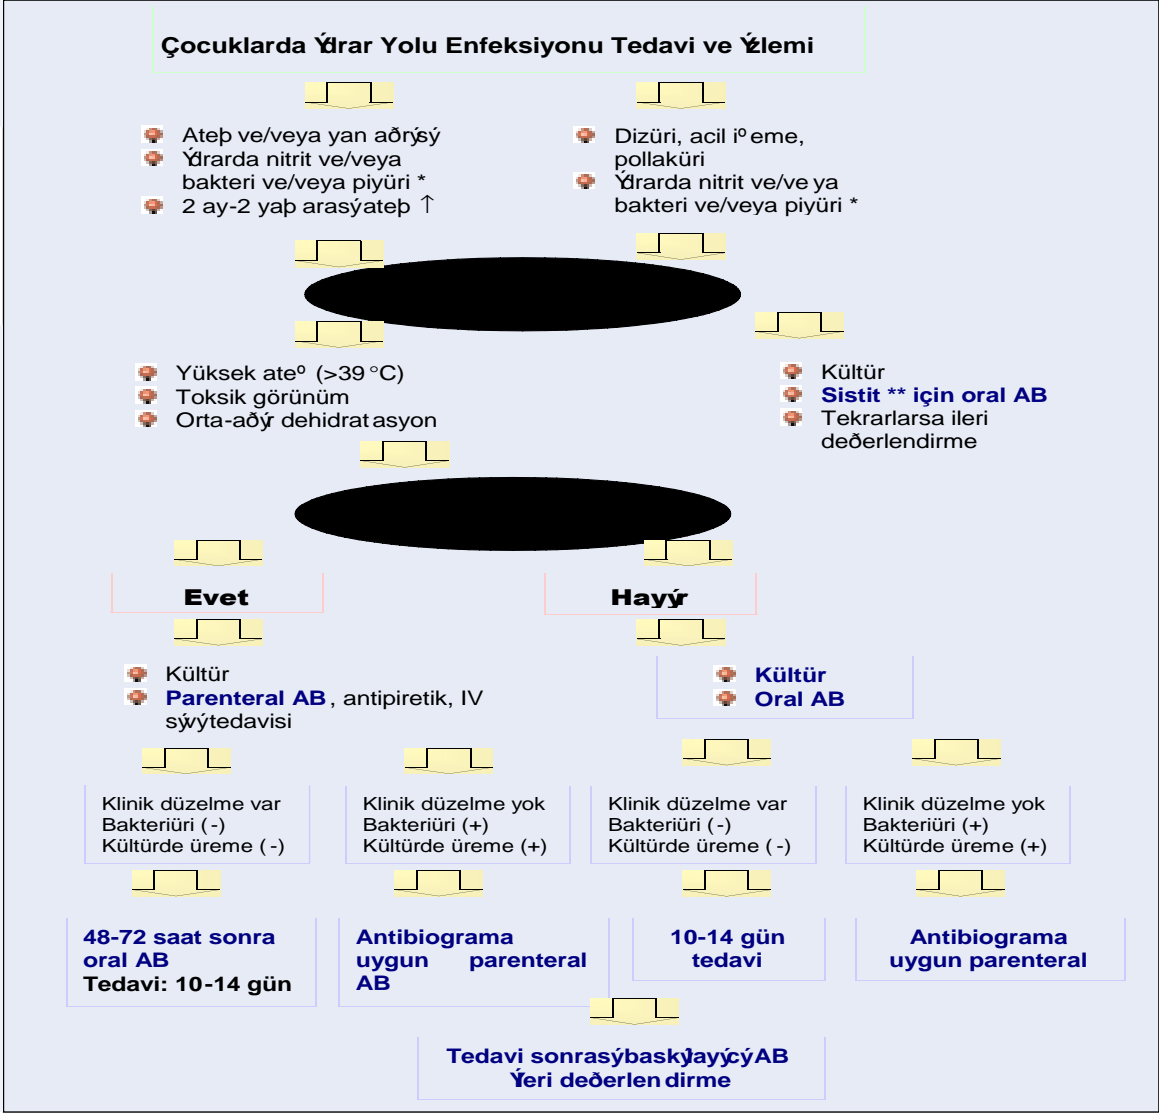 Çocuklarda Ýdrar Yolu Enfeksiyonu Tedavi ve Ýzlemi
Ateþ ve/veya yan aðrýsý
Ýdrarda nitrit ve/veya
bakteri ve/veya piyüri *
2 ay-2 yaþ arasý ateþ ↑
Dizüri, acil iº eme,
pollaküri
Ýdrarda nitrit ve/ve ya
bakteri ve/veya piyüri *
Yüksek ateº (>39 °C)
Toksik görünüm
Orta-aðýr dehidrat asyon
Kültür
Sistit ** için oral AB
Tekrarlarsa ileri
deðerlendirme
Evet
Hayýr
Kültür
Parenteral AB , antipiretik, IV
sývý tedavisi
Kültür
Oral AB
Klinik düzelme var
Bakteriüri (-)
Kültürde üreme (-)
Klinik düzelme yok
Bakteriüri (+)
Kültürde üreme (+)
Klinik düzelme var
Bakteriüri (-)
Kültürde üreme (-)
Klinik düzelme yok
Bakteriüri (+)
Kültürde üreme (+)
48-72 saat sonra
oral AB
Tedavi: 10-14 gün
Antibiograma
uygun parenteral
AB
10-14 gün
tedavi
Antibiograma
uygun parenteral
Tedavi sonrasý baskýlayýcý AB
Ýleri deðerlen dirme